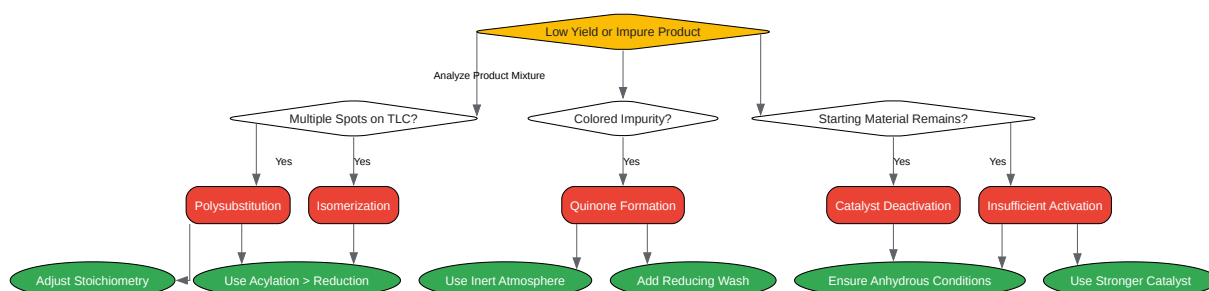 Low Yield or Impure Product
Analyze Product Mixture
Multiple Spots on TLC?
Colored Impurity?
Starting Material Remains?
Yes
Yes
Yes
Yes
Yes
Polysubstitution
Isomerization
Quinone Formation
Catalyst Deactivation
Insufficient Activation
Adjust Stoichiometry
Use Acylation > Reduction
Use Inert Atmosphere
Add Reducing Wash
Ensure Anhydrous Conditions
Use Stronger Catalyst